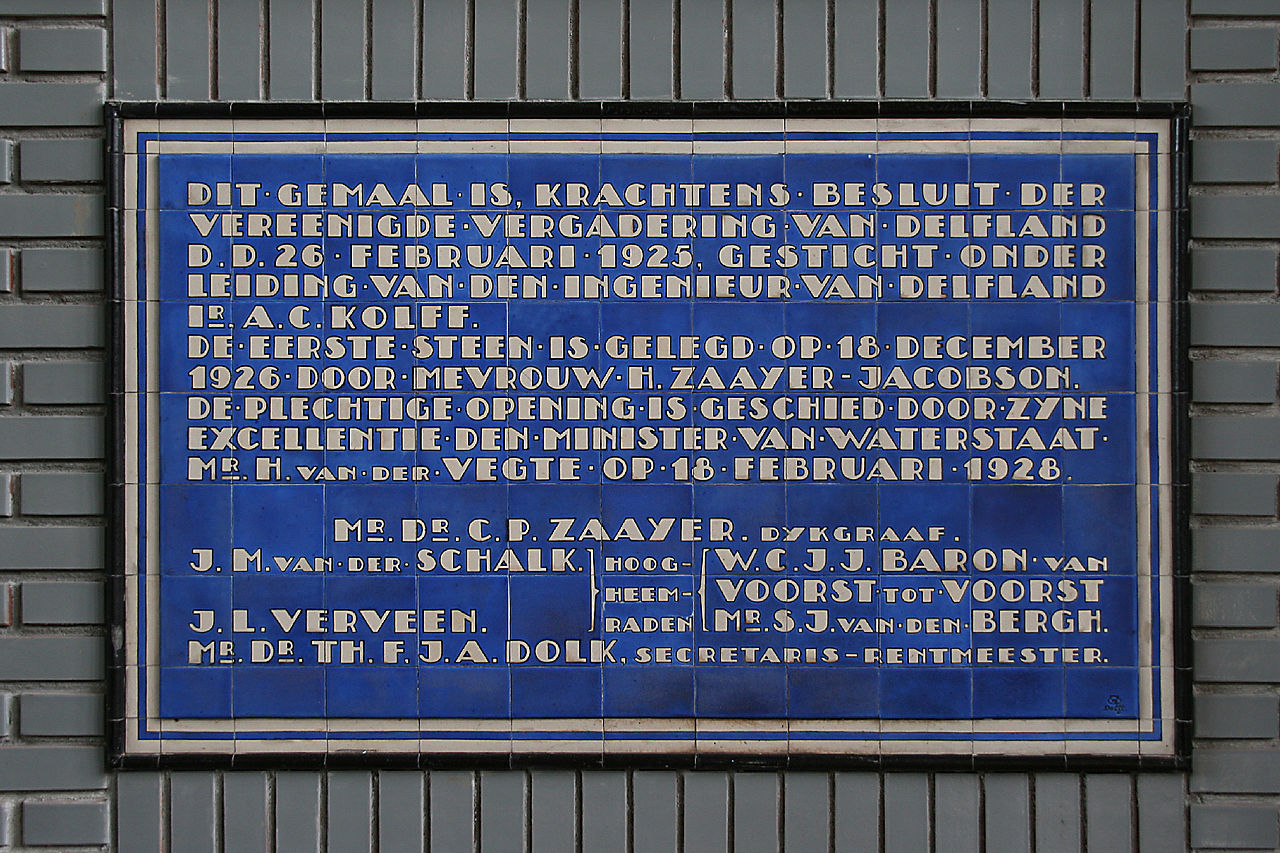 DIT·GEMAAL·IS, KRACHTENS·BESLUIT·DER
VEREENIGDE·VERGADERING·VAN·DELFLAND
D.D. 26·FEBRUARI·1925, GESTICHT·ONDER
LEIDING·VAN·DEN·INGENIEUR·VAN·DELFLAND
IR. A.C. KOLFF.
DE·EERSTE·STEEN·IS·GELEGD·OP·18·DECEMBER
1926·DOOR·MEVROUW·H. ZAAYER-JACOBSON.
DE·PLECHTIGE·OPENING·IS·GESCHIED·DOOR·ZYNE
EXCELLENTIE·DEN·MINISTER·VAN·WATERSTAAT·
MR. H. VAN·DER·VEGTE·OP·18·FEBRUARI·1928.
MR. DR. C.P. ZAAYER. DYKGRAAF.
J. M. VAN·DER·SCHALK. HOOG- W.C.J.J. BARON·VAN
HEEM- VOORST·TOT·VOORST
J. L. VERVEEN. RADEN MR. S.J. VAN·DEN·BERGH.
MR. DR. TH. F. J. A. DOLK, SECRETARIS-RENTMEESTER.
Delft